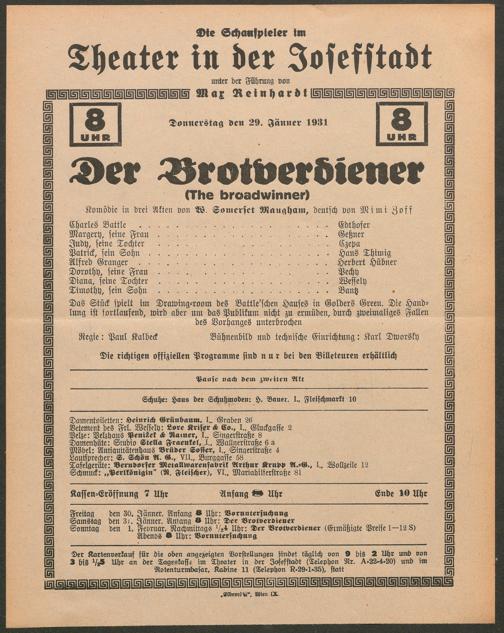 Die Schauspieler im
Theater in der Josefstadt
unter der Führung von
Max Reinhardt
8 UHR
Donnerstag den 29. Jänner 1931
8 UHR
Der Brotverdiener
(The broadwinner)
Komödie in drei Akten von W. Somerset Maugham, deutsch von Mimi Zoff
Charles Battle . . . . . Edthofer
Margery, seine Frau . . . . . Geßner
Judy, seine Tochter . . . . . Czepa
Patrick, sein Sohn . . . . . Hans Thimig
Alfred Granger . . . . . Herbert Hübner
Dorothy, seine Frau . . . . . Pechy
Diana, seine Tochter . . . . . Wessely
Timothy, sein Sohn . . . . . Banz
Das Stück spielt im Drawing-room des Battle'schen Hauses in Golders Green. Die Hand-
lung ist fortlaufend, wird aber um das Publikum nicht zu ermüden, durch zweimaliges Fallen
des Vorhanges unterbrochen
Regie: Paul Kalbeck Bühnenbild und technische Einrichtung: Karl Dworsky
Die richtigen offiziellen Programme sind nur bei den Billeteuren erhältlich
Pause nach dem zweiten Akt
Schuhe: Haus der Schuhmoden: H. Bauer, I., Fleischmarkt 10
Damentoiletten: Heinrich Grünbaum, I., Graben 26
Betement des Frl. Wessely: Lore Kriser & Co., I., Gluckgasse 2
Pelze: Pelzhaus Penizek & Rainer, I., Singerstraße 8
Damenhüte: Studio Stella Fraenkel, I., Wallnerstraße 6 a
Möbel: Antiquitätenhaus Brüder Soffer, I., Singerstraße 4
Lautsprecher: S. Schön A. G., VII., Burggasse 58
Tafelgeräte: Berndorfer Metallwarenfabrik Arthur Krupp A.-G., I., Wollzeile 12
Schmuck: „Perlkönigin" (R. Fleischer), VI., Mariahilferstraße 81
Kassen-Eröffnung 7 Uhr Anfang 8 Uhr Ende 10 Uhr
Freitag den 30. Jänner. Anfang 8 Uhr: Voruntersuchung
Samstag den 31. Jänner. Anfang 8 Uhr: Der Brotverdiener
Sonntag den 1. Februar. Nachmittags 1/2 4 Uhr: Der Brotverdiener (Ermäßigte Preise 1–12 S)
Abends 8 Uhr: Voruntersuchung
Der Kartenverkauf für die oben angezeigten Vorstellungen findet täglich von 9 bis 2 Uhr und von
3 bis 1/2 5 Uhr an der Tageskasse im Theater in der Josefstadt (Telephon Nr. A-22-4-20) und im
Rotenturmbazar, Kabine 11 (Telephon R-29-1-35), statt
Wien IX.